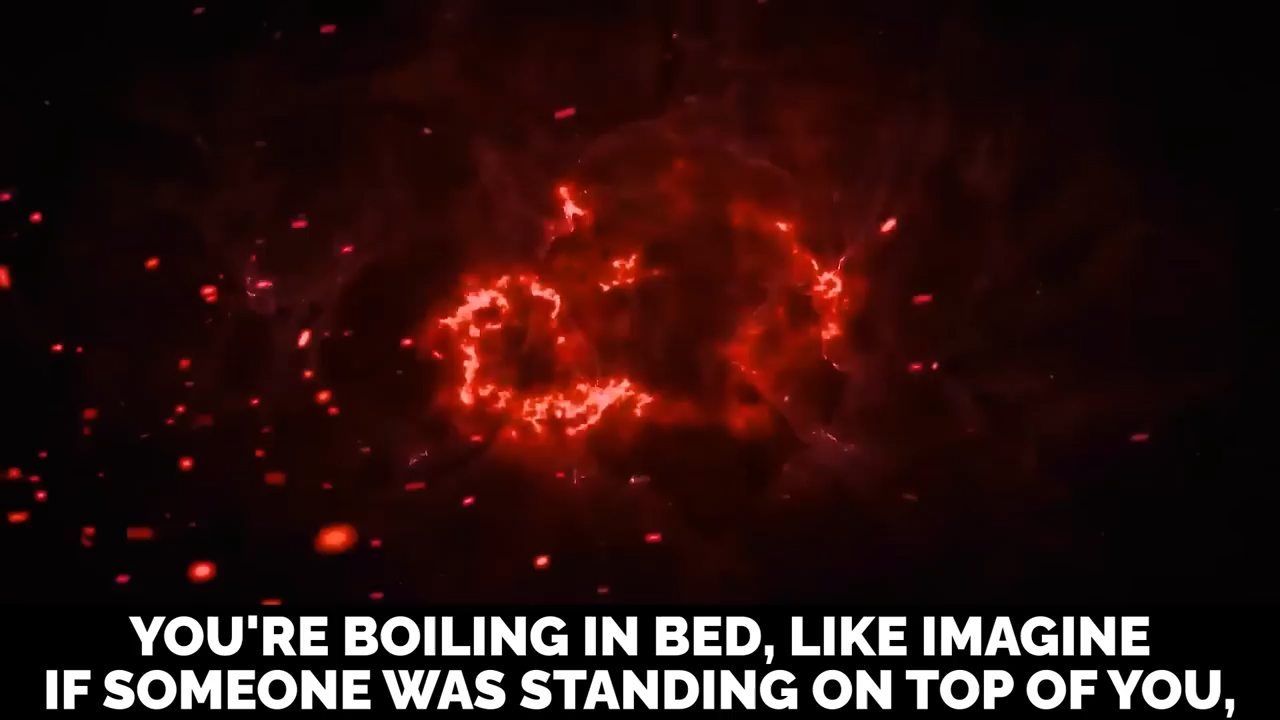 YOU'RE BOILING IN BED, LIKE IMAGINE
IF SOMEONE WAS STANDING ON TOP OF YOU,